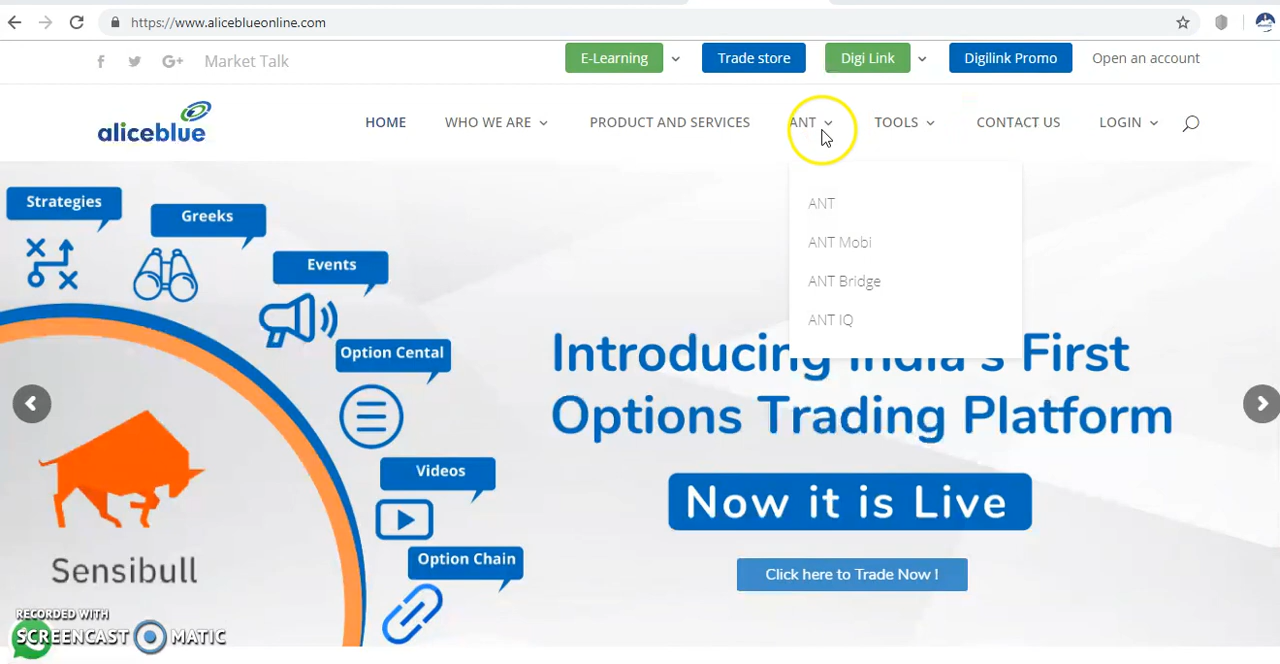 https://www.aliceblueonline.com
Market Talk
E-Learning
Trade store
Digi Link
Digilink Promo
Open an account
aliceblue
HOME
WHO WE ARE
PRODUCT AND SERVICES
ANT
TOOLS
CONTACT US
LOGIN
ANT
ANT Mobi
ANT Bridge
ANT IQ
Strategies
Greeks
Events
Option Cental
Videos
Option Chain
Sensibull
Introducing India's First
Options Trading Platform
Now it is Live
Click here to Trade Now !
RECORDED WITH
SCREENCAST MATIC